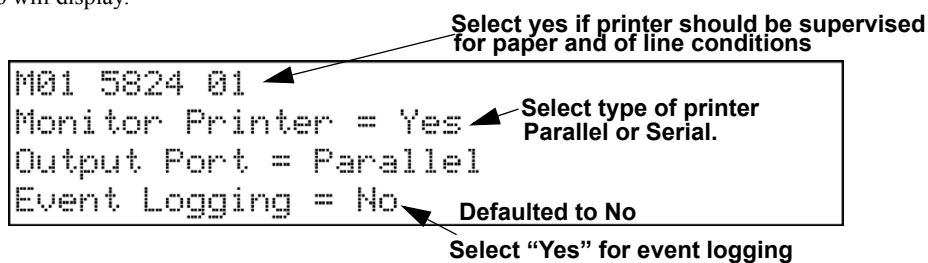 will display.
Select yes if printer should be supervised
for paper and of line conditions
M01 5824 01
Monitor Printer = Yes
Select type of printer
Parallel or Serial.
Output Port = Parallel
Event Logging = No
Defaulted to No
Select “Yes” for event logging